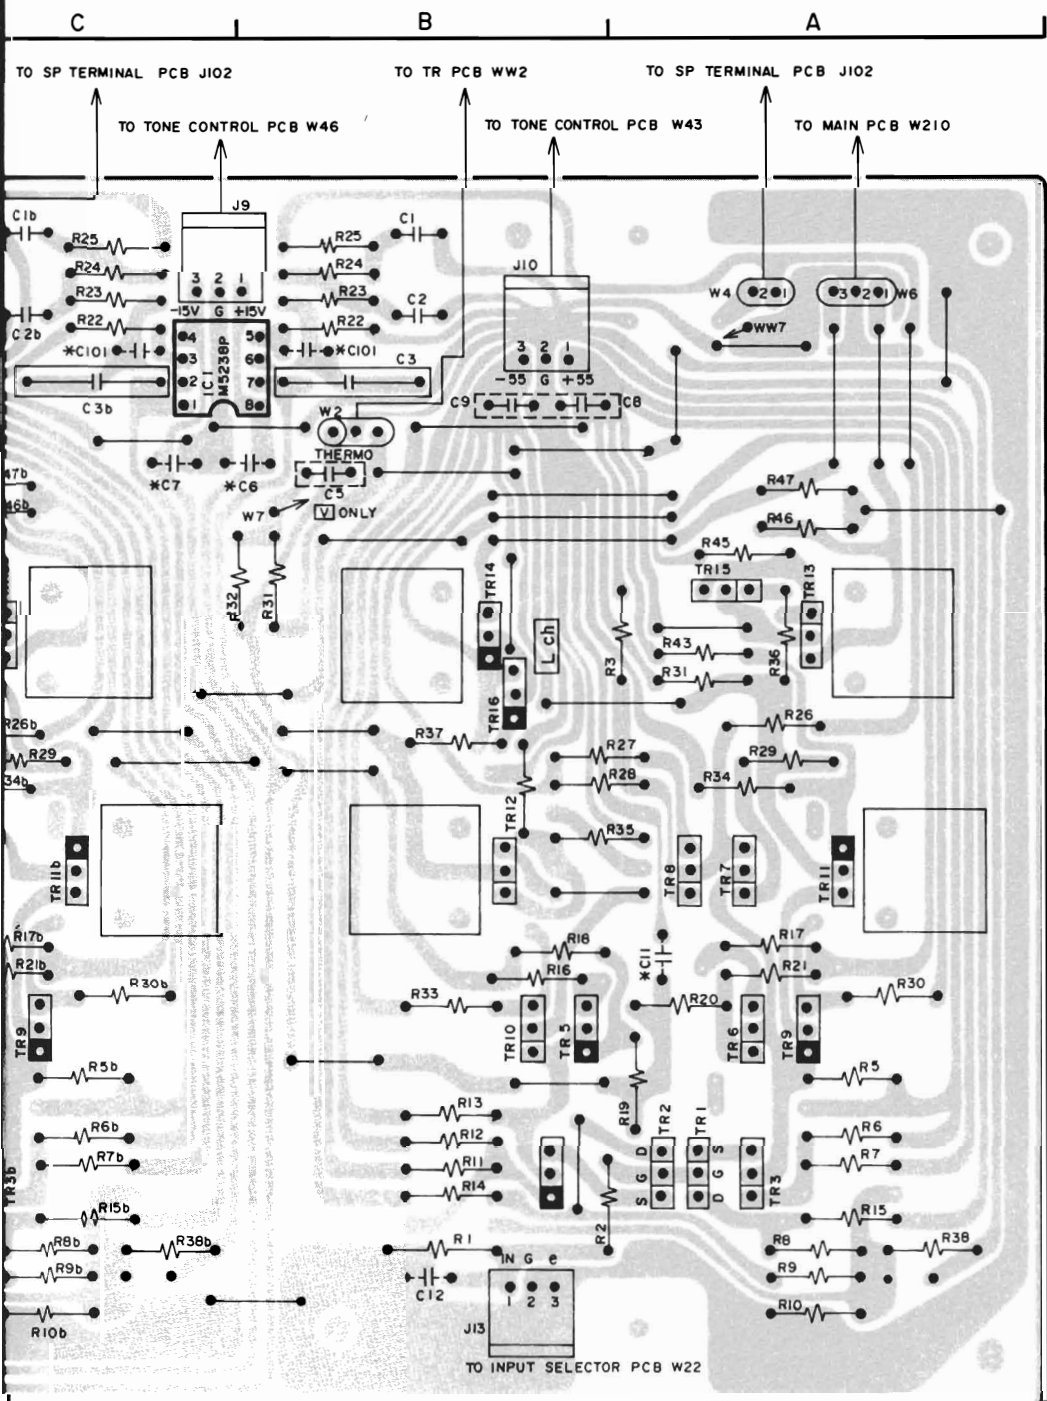 C B A
TO SP TERMINAL PCB J102 TO TR PCB WW2 TO SP TERMINAL PCB J102
TO TONE CONTROL PCB W46 TO TONE CONTROL PCB W43 TO MAIN PCB W210
C1b J9 C1
R25 R25
R24 R24 J10
R23 3 2 1 R23 C2 W4 2 1 3 2 1 W6
C2b R22 -15V G +15V R22
*C101 4 5 *C101 WW7
3 6 C3 3 2 1
IC1 M5238P
2 7 -55 G +55
C3b 1 8 C9 C8
W2
THERMO
47b *C7 *C6 C5 R47
46b W7 V ONLY R46
R45
TR14 TR15 TR13
R32 R31 L ch R3 R43 R36
R31
TR16
R26b R37 R27 R26
R29 R28 R29
34b R34
TR12
R35
TR11b TR8 TR7 TR11
R17b R18 *C11 R17
R21b R16 R21
R30b R33 R20 R30
TR9 TR10 TR5 TR6 TR9
R5b R5
R13 R19 TR2 TR1
R6b R12 D S R6
R7b R11 G G R7
TR3b R14 S D TR3
R15b R2 R15
R8b R38b R1 R8 R38
R9b IN G e R9
C12 1 2 3
R10b J13 R10
TO INPUT SELECTOR PCB W22